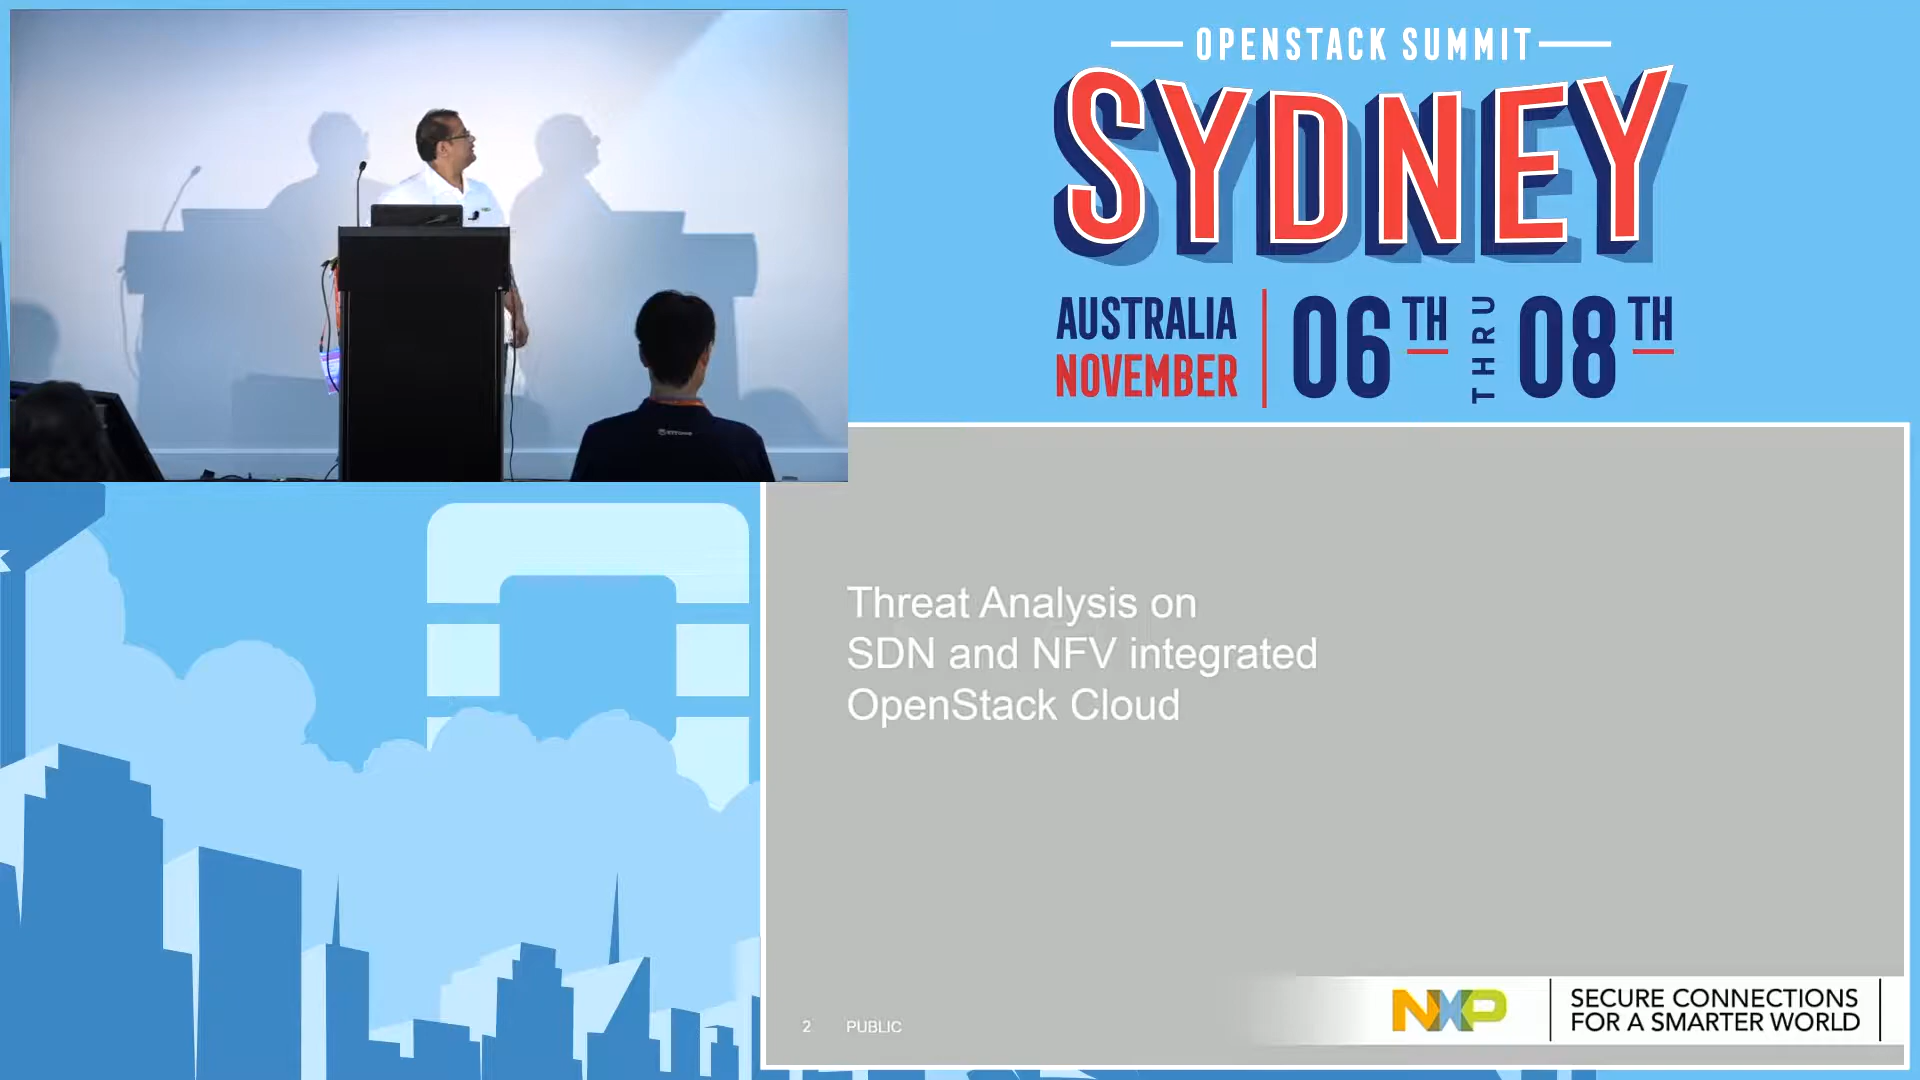 OPENSTACK SUMMIT
SYDNEY
AUSTRALIA
NOVEMBER
06TH THRU 08TH
Threat Analysis on
SDN and NFV integrated
OpenStack Cloud
2 PUBLIC
NXP
SECURE CONNECTIONS
FOR A SMARTER WORLD